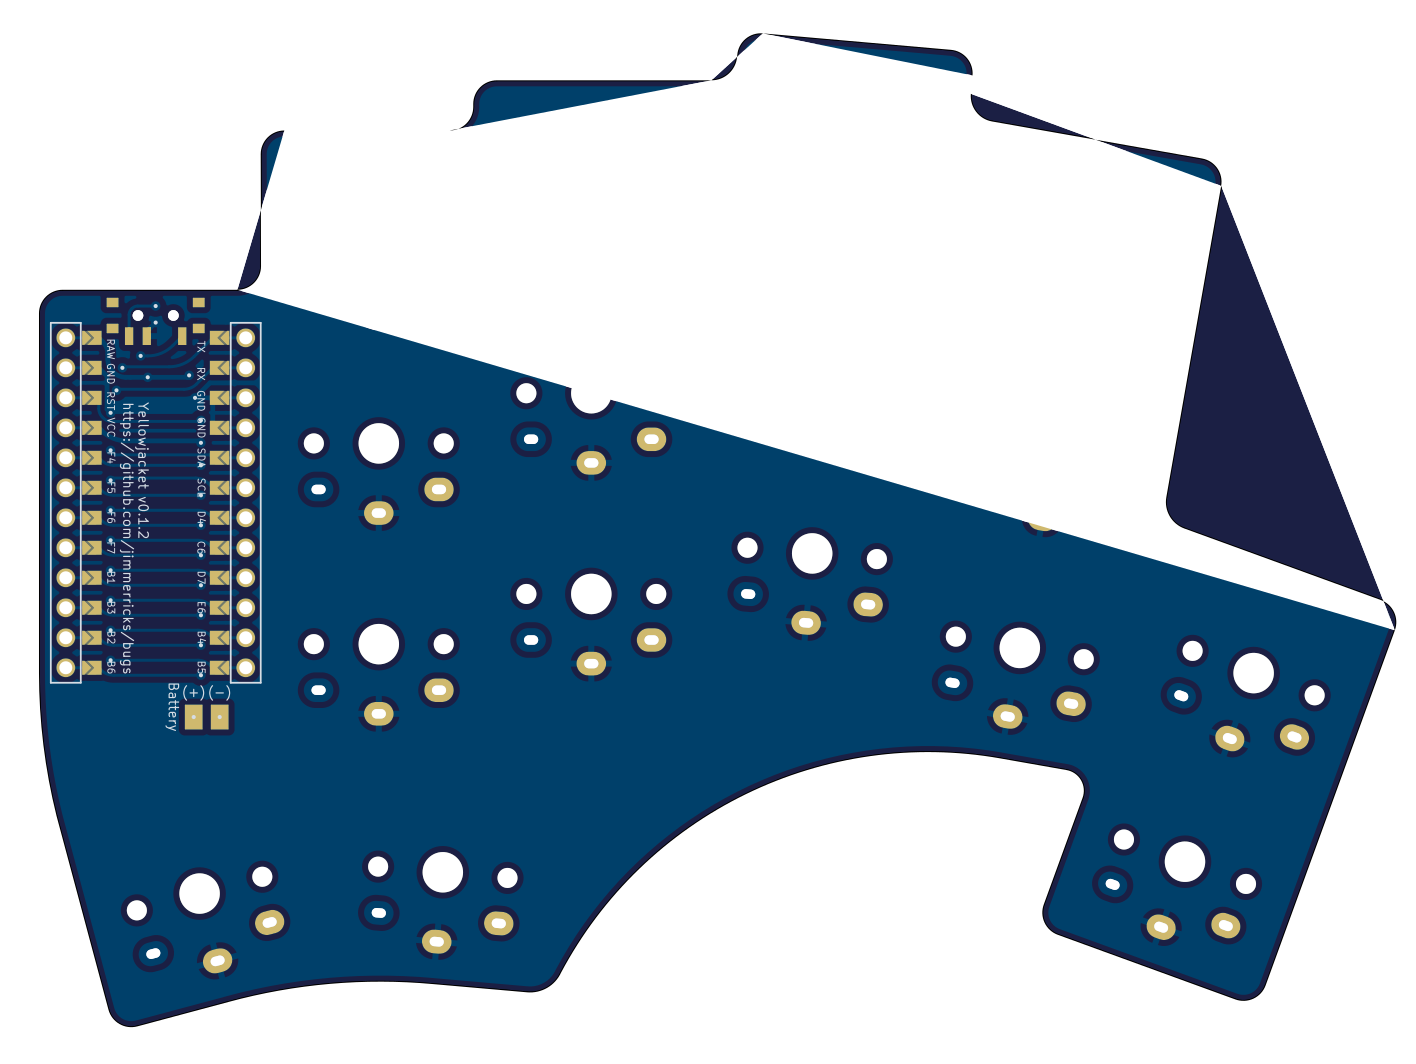 RAW
GND
RST
VCC
F4
F5
F6
F7
B1
B3
B2
B6
TX
RX
GND
GND
SDA
SCL
D4
C6
D7
E6
B4
B5
Yellowjacket v0.1.2
https://github.com/jimmerricks/bugs
(+) (-)
Battery